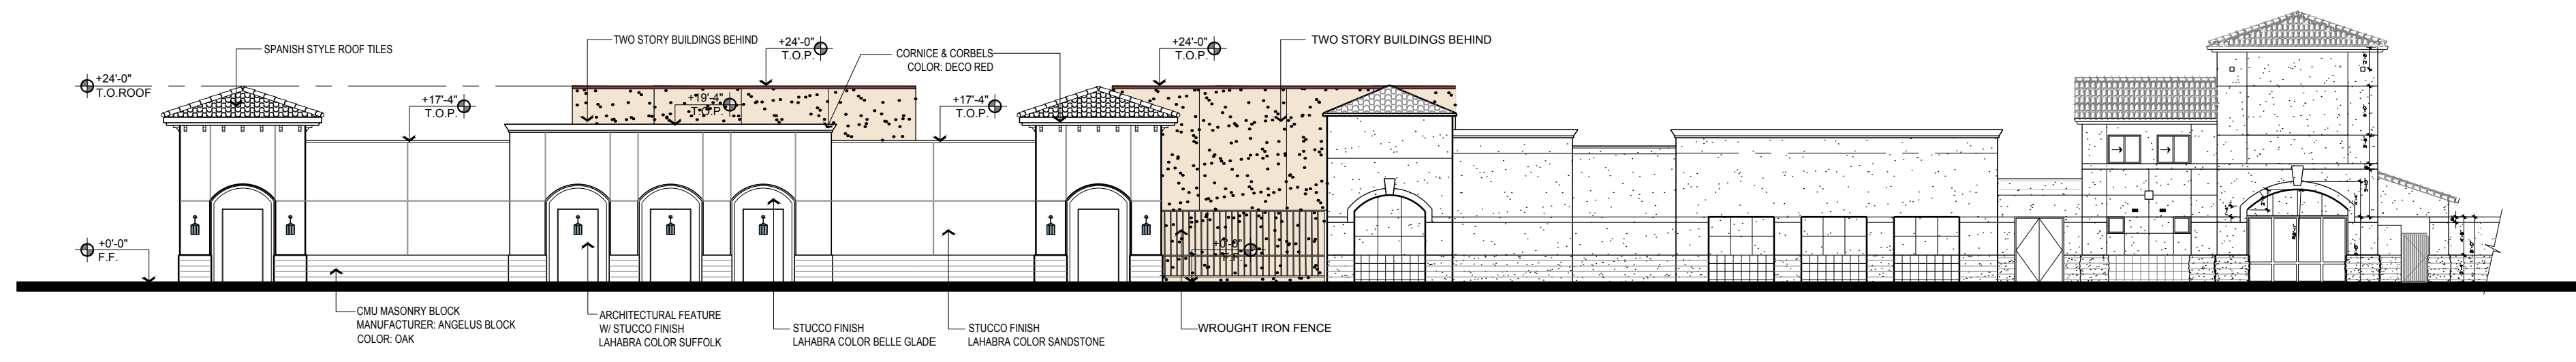 SPANISH STYLE ROOF TILES
TWO STORY BUILDINGS BEHIND
+24'-0"
T.O.P.
CORNICE & CORBELS
COLOR: DECO RED
+24'-0"
T.O.P.
TWO STORY BUILDINGS BEHIND
+24'-0"
T.O.ROOF
+17'-4"
T.O.P.
+19'-4"
T.O.P.
+17'-4"
T.O.P.
+0'-0"
F.F.
+0'-0"
F.F.
CMU MASONRY BLOCK
MANUFACTURER: ANGELUS BLOCK
COLOR: OAK
ARCHITECTURAL FEATURE
W/ STUCCO FINISH
LAHABRA COLOR SUFFOLK
STUCCO FINISH
LAHABRA COLOR BELLE GLADE
STUCCO FINISH
LAHABRA COLOR SANDSTONE
WROUGHT IRON FENCE